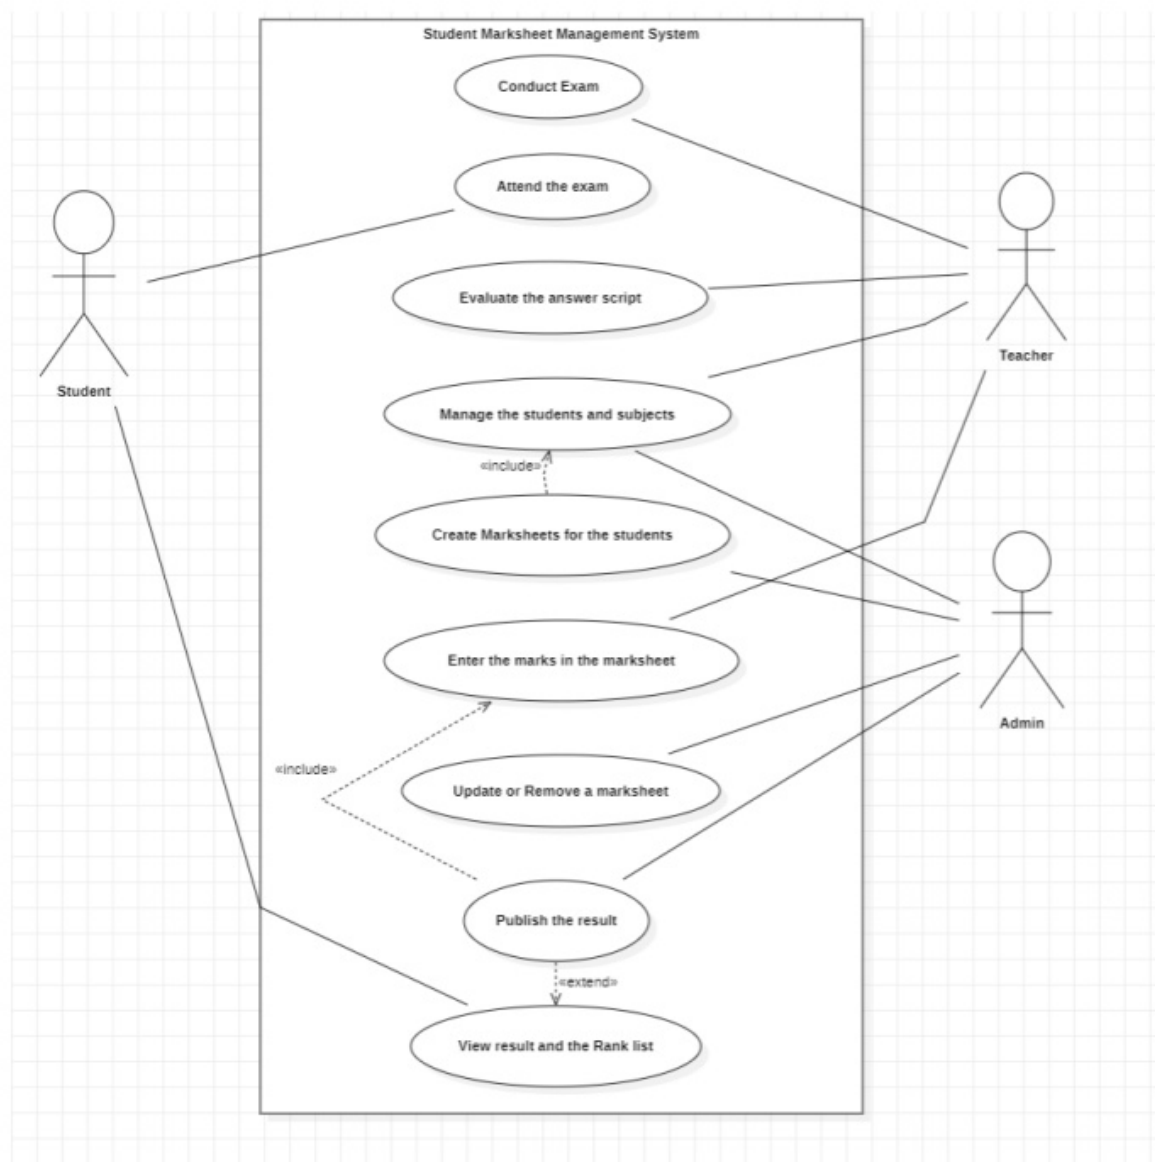 Student Marksheet Management System
Conduct Exam
Attend the exam
Evaluate the answer script
Teacher
Student
Manage the students and subjects
«include»
Create Marksheets for the students
Enter the marks in the marksheet
Admin
«include»
Update or Remove a marksheet
Publish the result
«extend»
View result and the Rank list